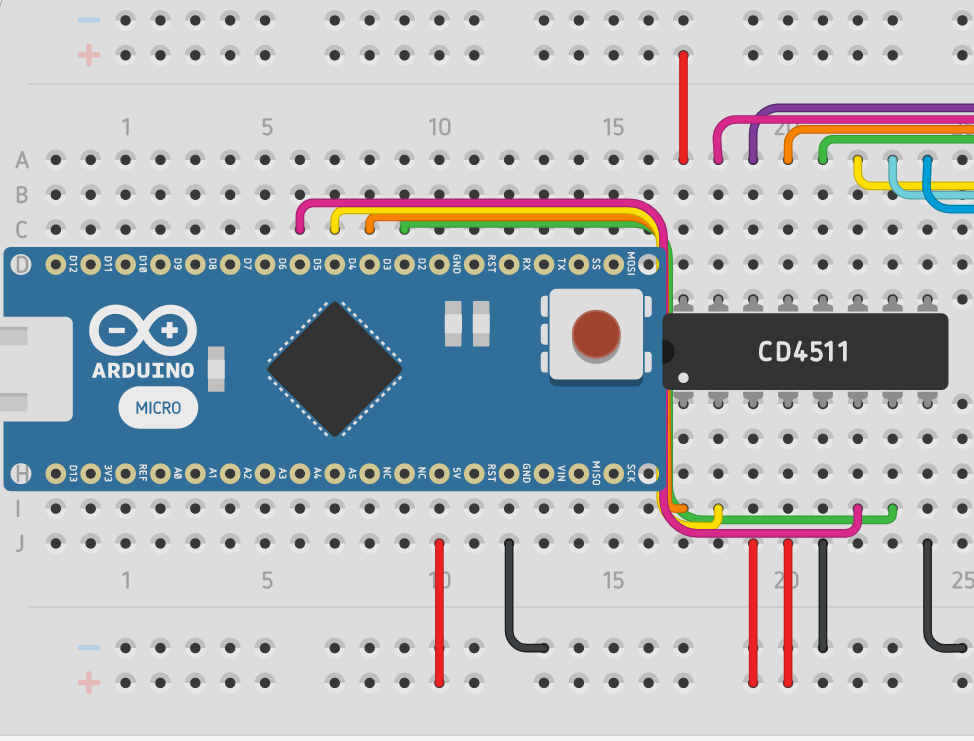 −
+
1 5 10 15 20
A
B
C
D
D12 D11 D10 D9 D8 D7 D6 D5 D4 D3 D2 GND RST RX TX SS MOSI
ARDUINO
MICRO
CD4511
H
D13 3V3 REF A0 A1 A2 A3 A4 A5 NC NC 5V RST GND VIN MISO SCK
I
J
1 5 10 15 20 25
−
+